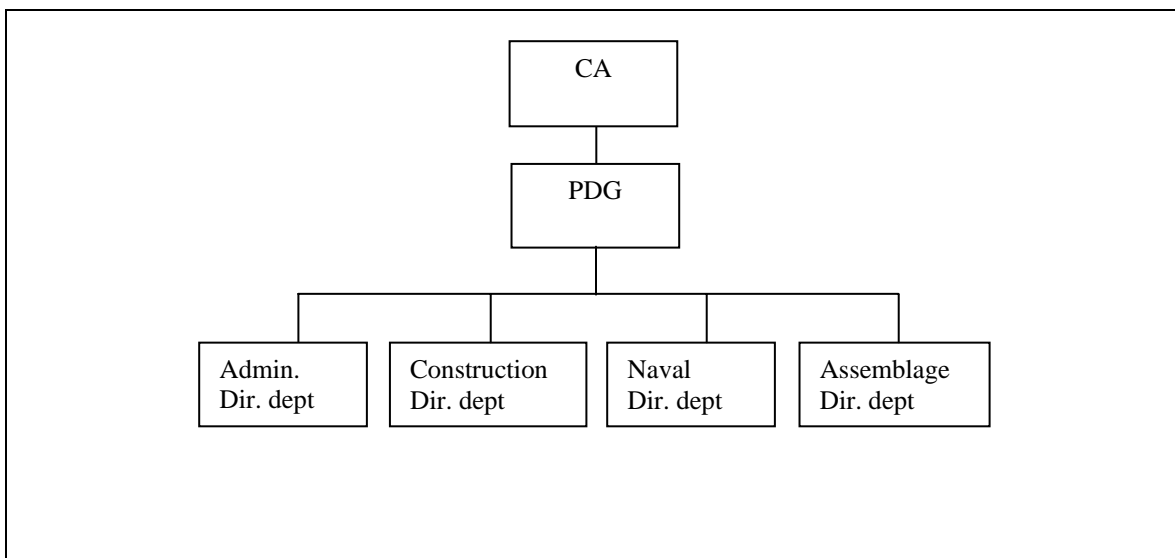 CA
PDG
Admin.
Dir. dept
Construction
Dir. dept
Naval
Dir. dept
Assemblage
Dir. dept